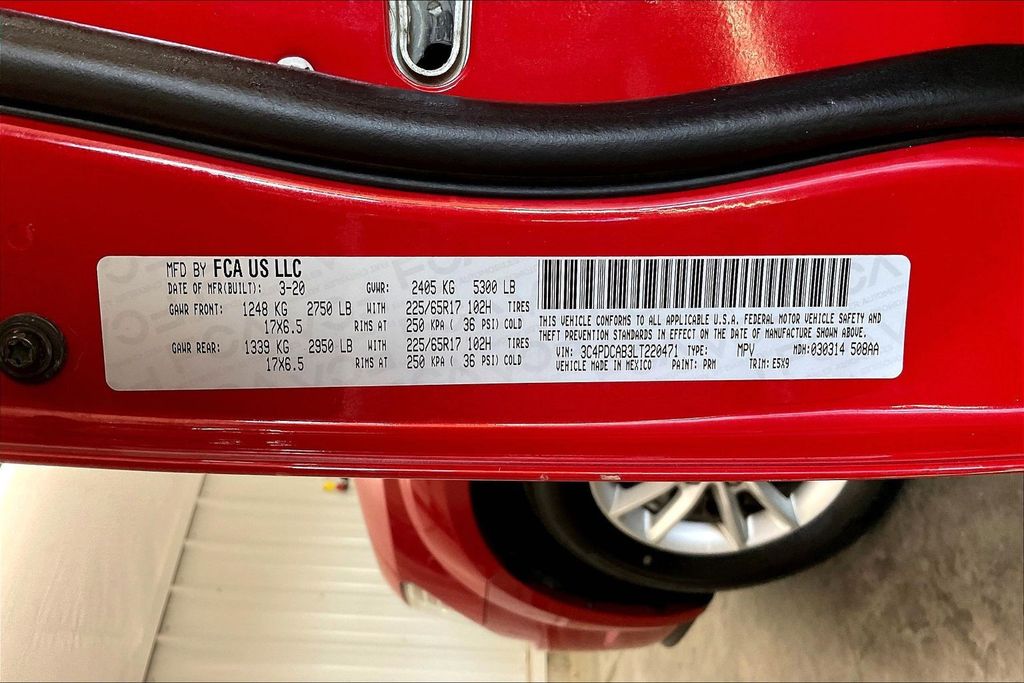 MFD BY FCA US LLC
DATE OF MFR(BUILT): 3-20 GVWR: 2405 KG 5300 LB
GAWR FRONT: 1248 KG 2750 LB WITH 225/65R17 102H TIRES
17X6.5 RIMS AT 250 KPA ( 36 PSI) COLD
GAWR REAR: 1339 KG 2950 LB WITH 225/65R17 102H TIRES
17X6.5 RIMS AT 250 KPA ( 36 PSI) COLD
THIS VEHICLE CONFORMS TO ALL APPLICABLE U.S.A. FEDERAL MOTOR VEHICLE SAFETY AND
THEFT PREVENTION STANDARDS IN EFFECT ON THE DATE OF MANUFACTURE SHOWN ABOVE.
VIN: 3C4PDCAB3LT220471 TYPE: MPV MDH:030314 508AA
VEHICLE MADE IN MEXICO PAINT: PRM TRIM: E5X9